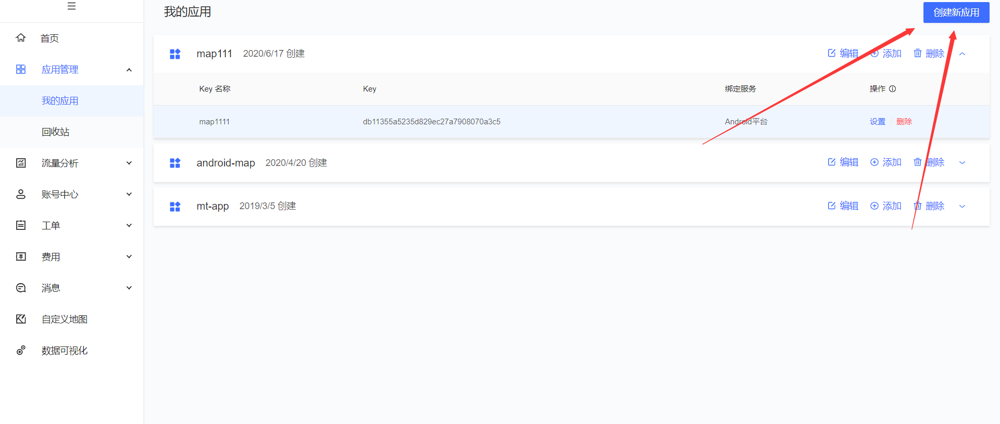 我的应用
创建新应用
首页
应用管理
我的应用
回收站
流量分析
账号中心
工单
费用
消息
自定义地图
数据可视化
map111 2020/6/17 创建 编辑 添加 删除
Key 名称 Key 绑定服务 操作
map1111 db11355a5235d829ec27a7908070a3c5 Android平台 设置 删除
android-map 2020/4/20 创建 编辑 添加 删除
mt-app 2019/3/5 创建 编辑 添加 删除